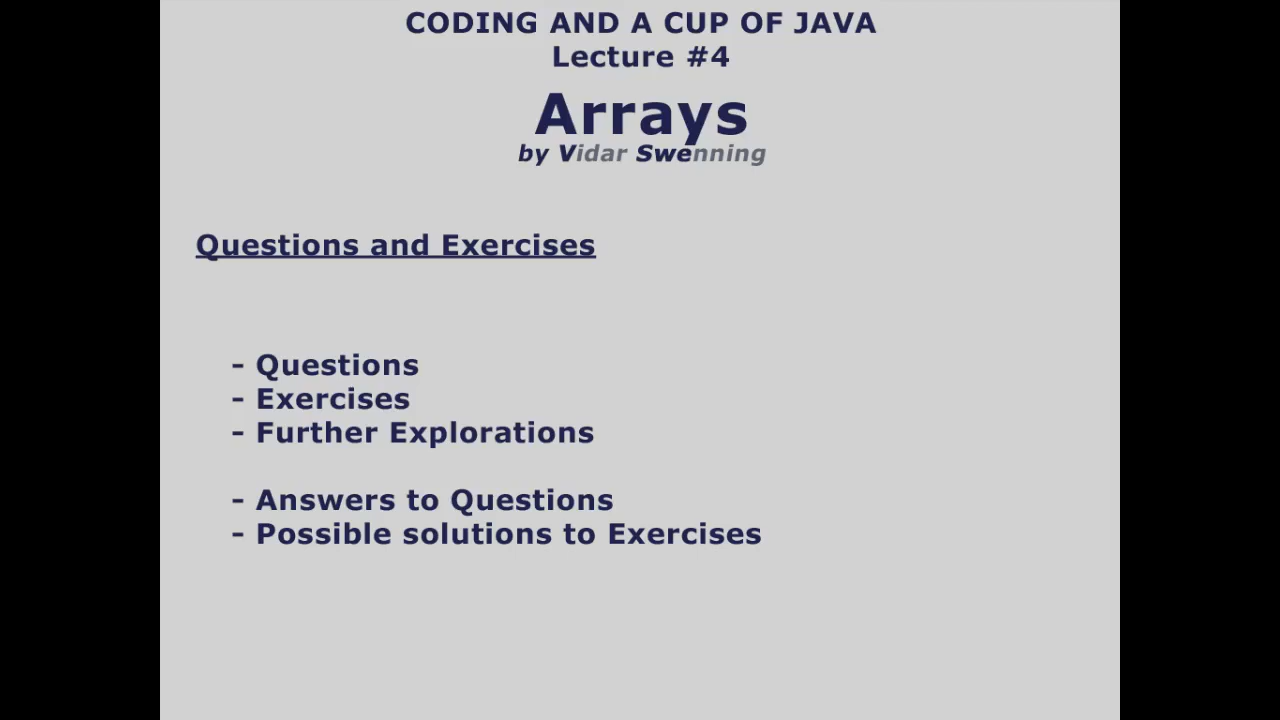 CODING AND A CUP OF JAVA
Lecture #4
Arrays
by Vidar Swenning
Questions and Exercises
- Questions
- Exercises
- Further Explorations
- Answers to Questions
- Possible solutions to Exercises